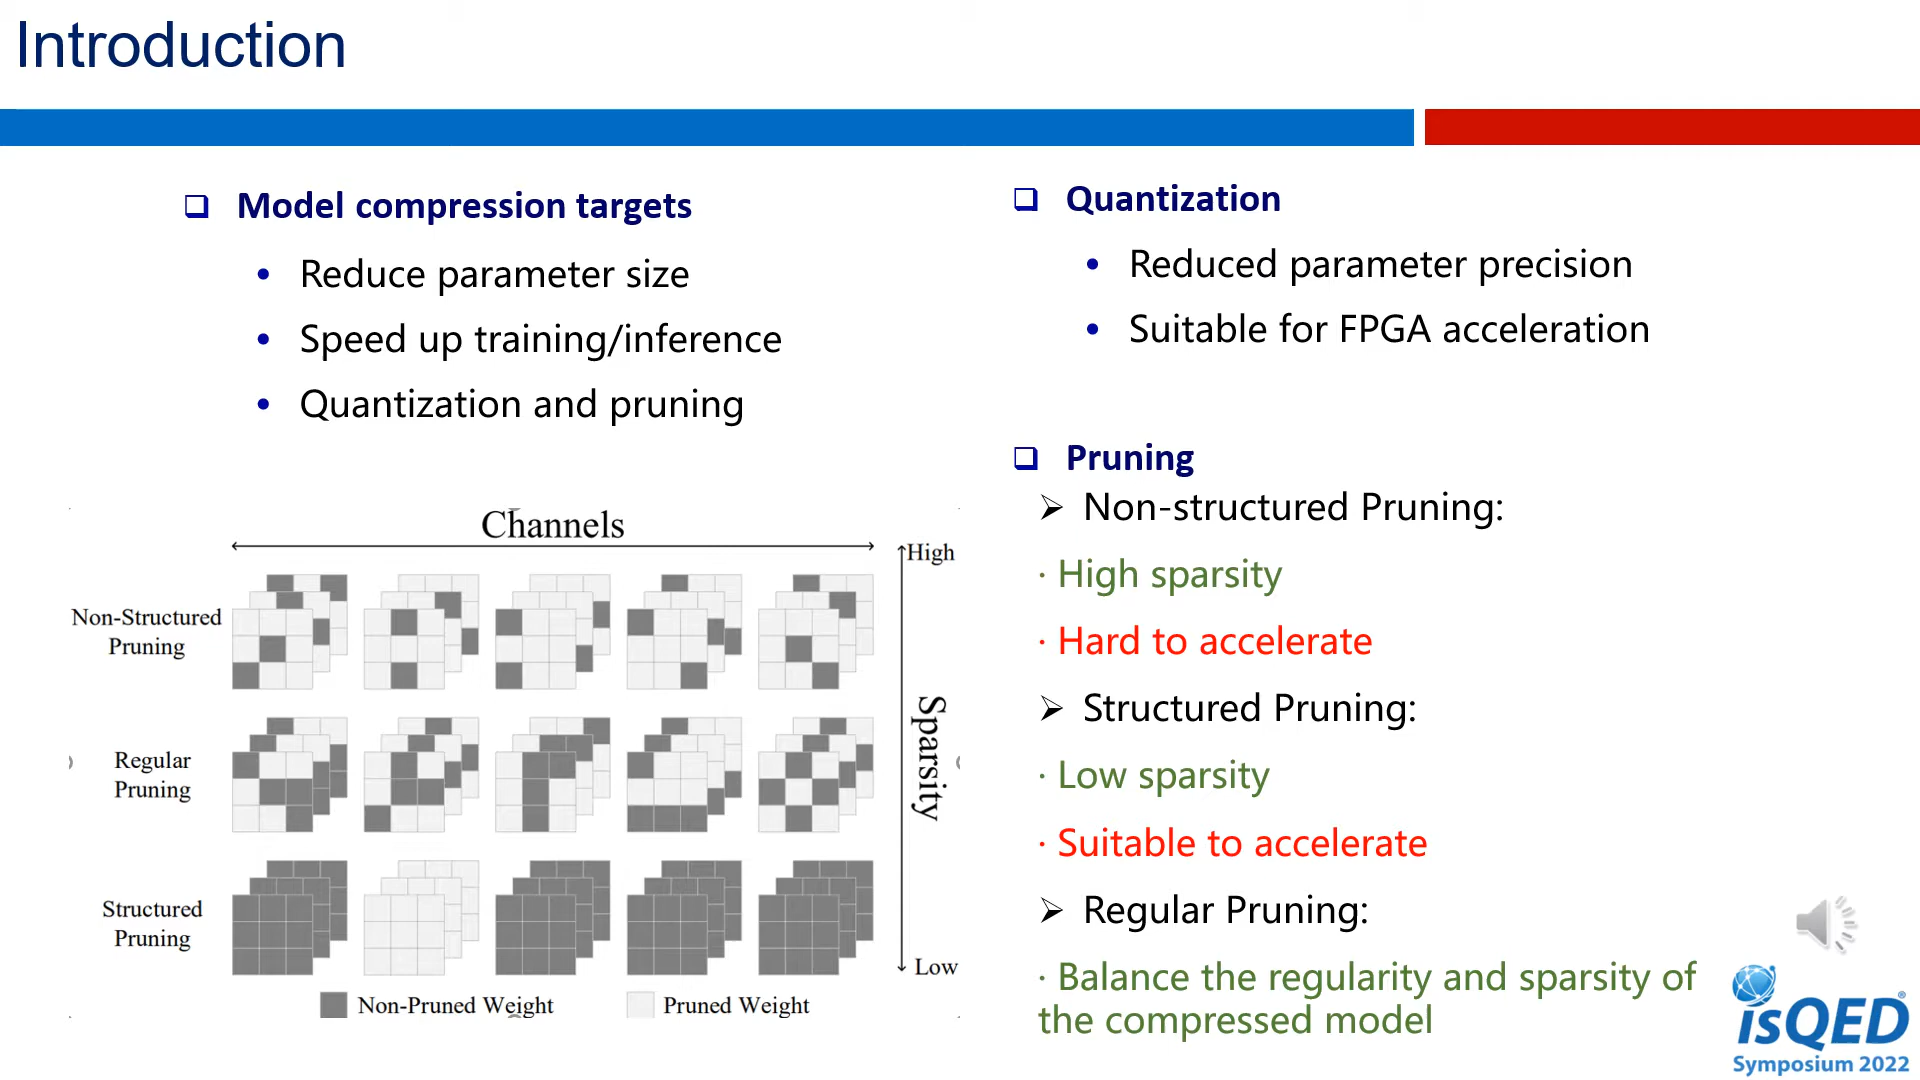 Introduction
❑ Model compression targets
• Reduce parameter size
• Speed up training/inference
• Quantization and pruning
Channels
High
Non-Structured
Pruning
Regular
Pruning
Structured
Pruning
Sparsity
Low
Non-Pruned Weight
Pruned Weight
❑ Quantization
• Reduced parameter precision
• Suitable for FPGA acceleration
❑ Pruning
➢ Non-structured Pruning:
· High sparsity
· Hard to accelerate
➢ Structured Pruning:
· Low sparsity
· Suitable to accelerate
➢ Regular Pruning:
· Balance the regularity and sparsity of
the compressed model
isQED®
Symposium 2022